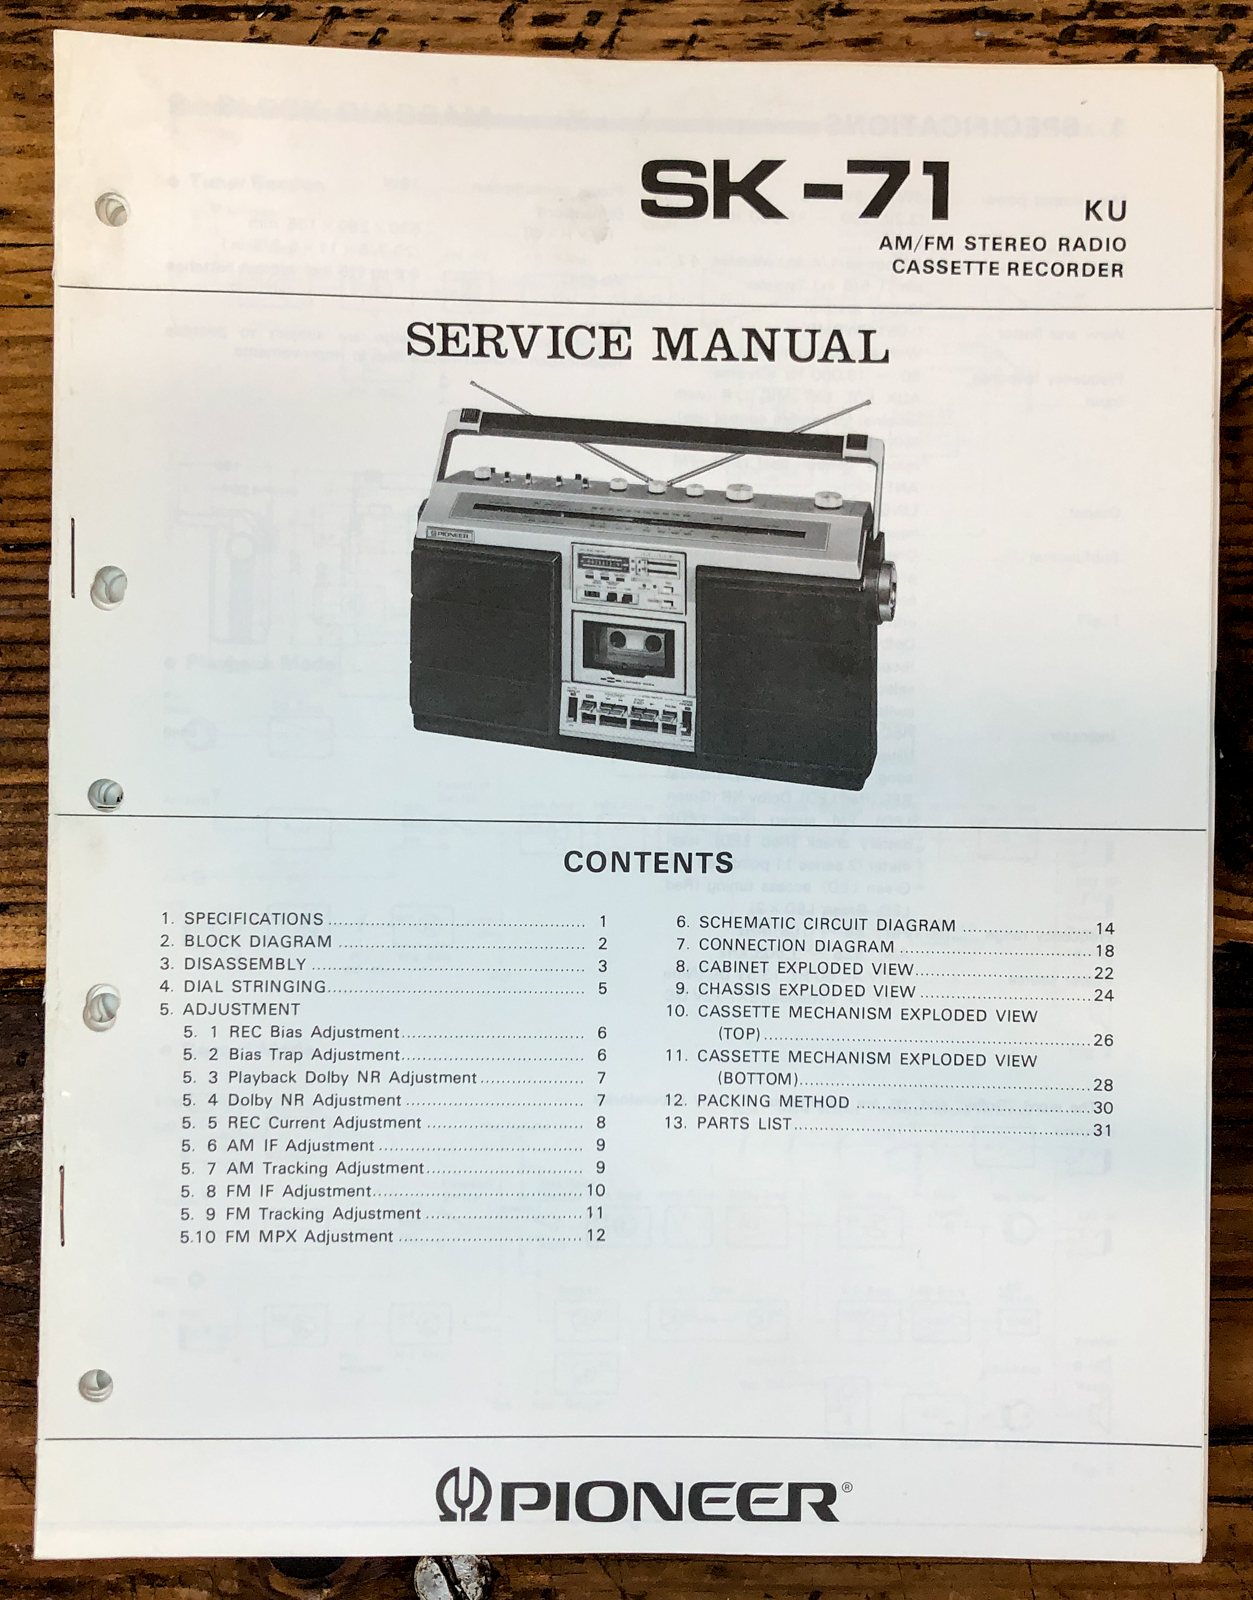 SK-71
KU
AM/FM STEREO RADIO
CASSETTE RECORDER
SERVICE MANUAL
PIONEER
CONTENTS
1. SPECIFICATIONS ........ 1
2. BLOCK DIAGRAM ........ 2
3. DISASSEMBLY ........ 3
4. DIAL STRINGING ........ 5
5. ADJUSTMENT
5. 1 REC Bias Adjustment ........ 6
5. 2 Bias Trap Adjustment ........ 6
5. 3 Playback Dolby NR Adjustment ........ 7
5. 4 Dolby NR Adjustment ........ 7
5. 5 REC Current Adjustment ........ 8
5. 6 AM IF Adjustment ........ 9
5. 7 AM Tracking Adjustment ........ 9
5. 8 FM IF Adjustment ........ 10
5. 9 FM Tracking Adjustment ........ 11
5.10 FM MPX Adjustment ........ 12
6. SCHEMATIC CIRCUIT DIAGRAM ........ 14
7. CONNECTION DIAGRAM ........ 18
8. CABINET EXPLODED VIEW ........ 22
9. CHASSIS EXPLODED VIEW ........ 24
10. CASSETTE MECHANISM EXPLODED VIEW
(TOP) ........ 26
11. CASSETTE MECHANISM EXPLODED VIEW
(BOTTOM) ........ 28
12. PACKING METHOD ........ 30
13. PARTS LIST ........ 31
PIONEER®